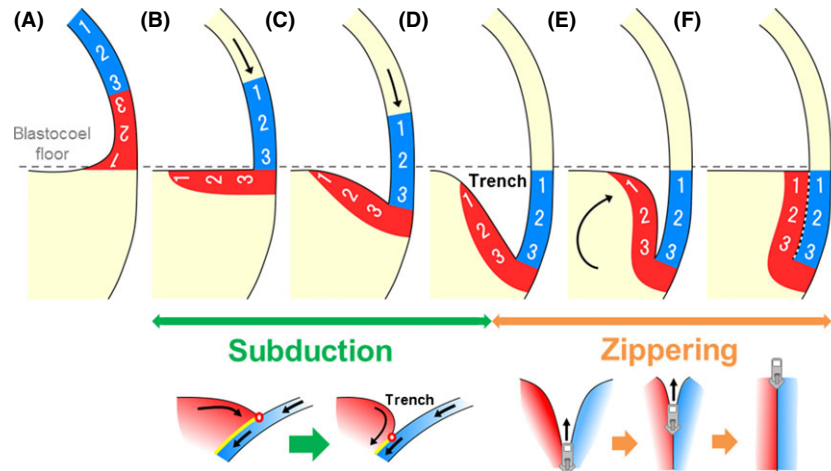 (A) (B) (C) (D) (E) (F)
1 2 3 3 2 1
1 2 3 1 2 3
1 2 3 1 2 3
1 2 3 1 2 3
1 2 3 1 2 3
1 2 3 1 2 3
Blastocoel
floor
Trench
Subduction
Zippering
Trench